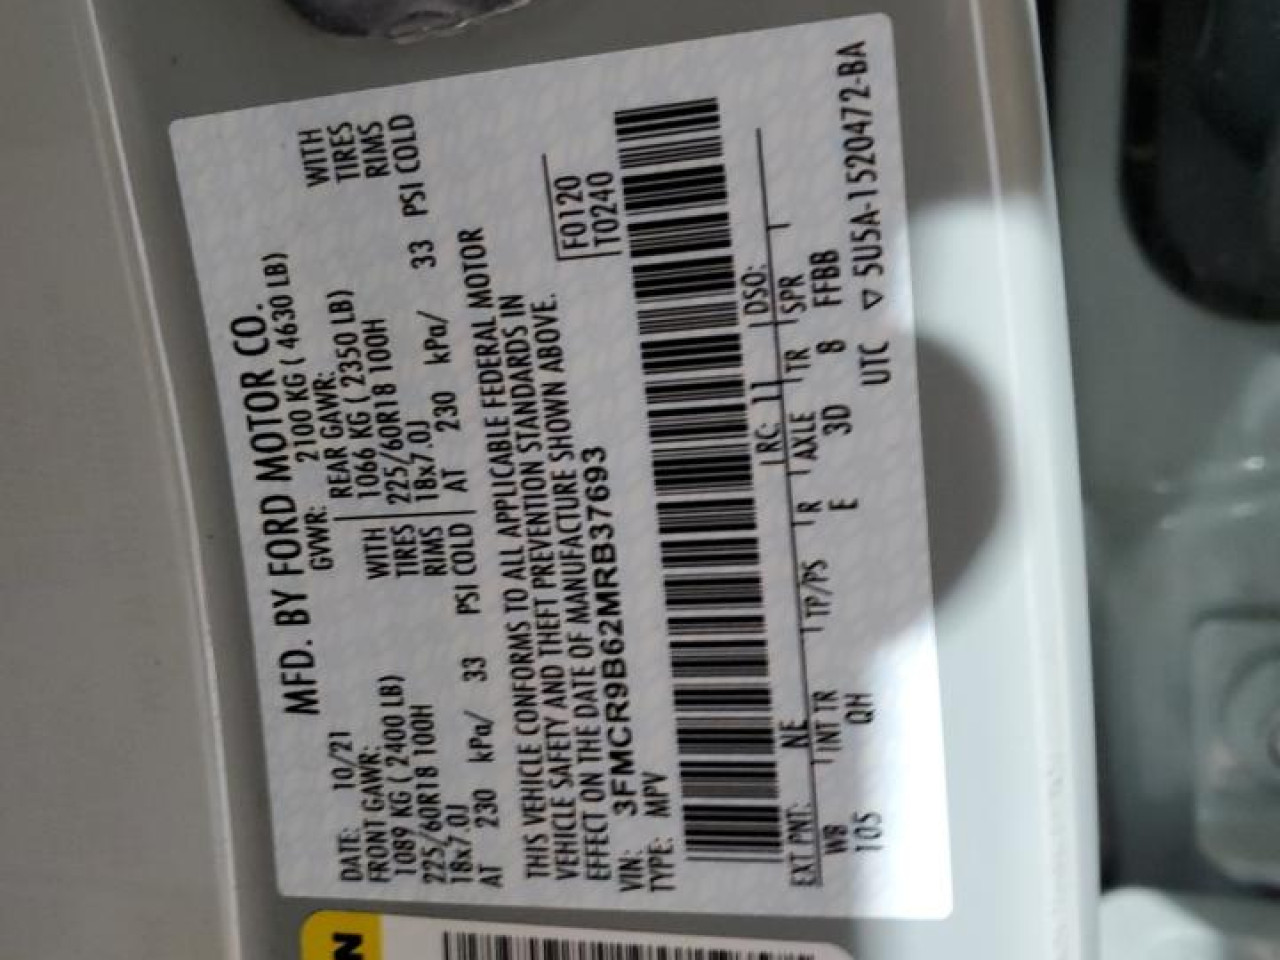 MFD. BY FORD MOTOR CO.
DATE: 10/21 GVWR: 2100 KG ( 4630 LB)
FRONT GAWR: REAR GAWR:
1089 KG ( 2400 LB) WITH 1066 KG ( 2350 LB) WITH
225/60R18 100H TIRES 225/60R18 100H TIRES
18x7.0J RIMS 18x7.0J RIMS
AT 230 kPa/ 33 PSI COLD AT 230 kPa/ 33 PSI COLD
THIS VEHICLE CONFORMS TO ALL APPLICABLE FEDERAL MOTOR
VEHICLE SAFETY AND THEFT PREVENTION STANDARDS IN
EFFECT ON THE DATE OF MANUFACTURE SHOWN ABOVE.
VIN: 3FMCR9B62MRB37693 F0120
TYPE: MPV T0240
EXT PNT: NE RC: 11 DSO:
WB INT TR TP/PS R AXLE TR SPR
105 QH E 3D 8 FFBB
UTC ▽ 5U5A-1520472-BA
N